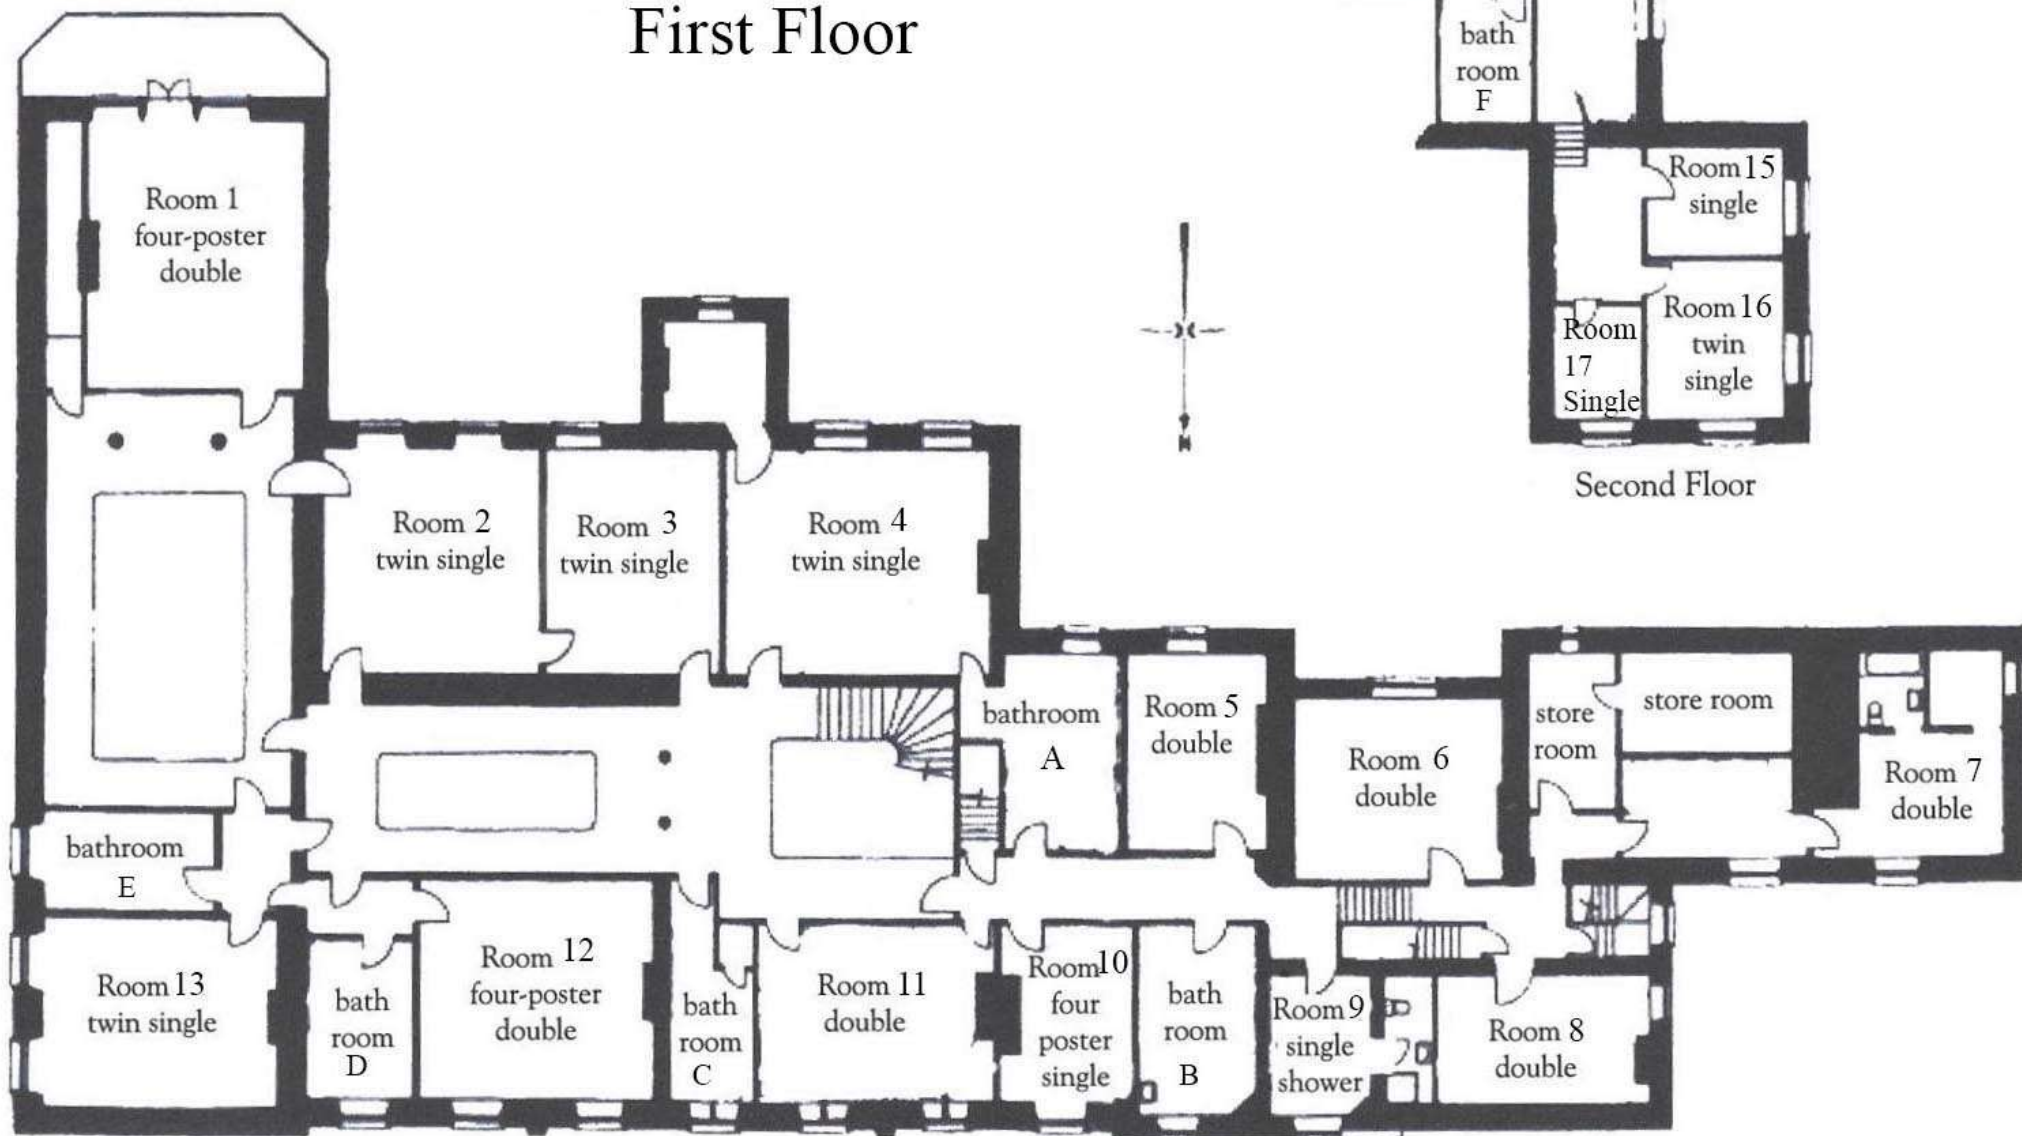 First Floor
bath
room
F
Room 15
single
Room 16
twin
single
Room
17
Single
Second Floor
N
Room 1
four-poster
double
Room 2
twin single
Room 3
twin single
Room 4
twin single
bathroom
A
Room 5
double
Room 6
double
store
room
store room
Room 7
double
bathroom
E
Room 13
twin single
bath
room
D
Room 12
four-poster
double
bath
room
C
Room 11
double
Room 10
four
poster
single
bath
room
B
Room 9
single
shower
Room 8
double